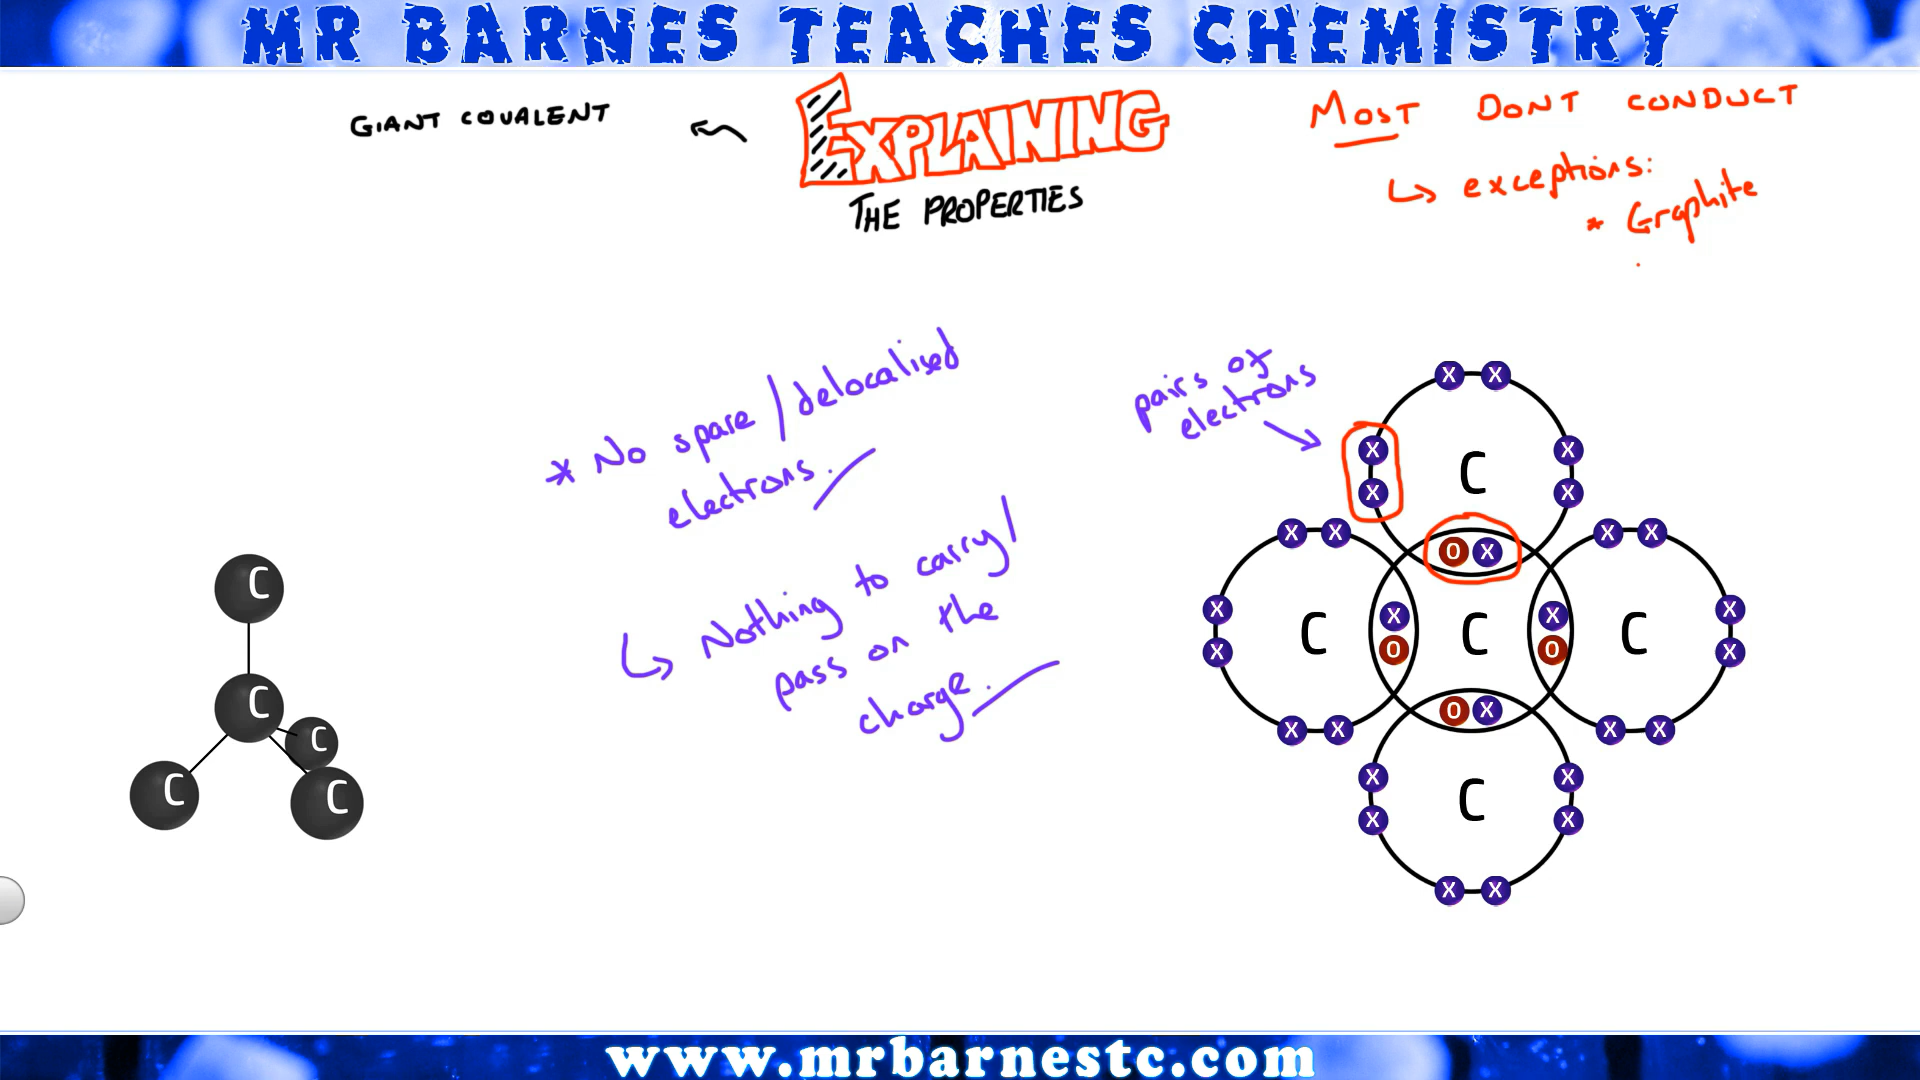 MR BARNES TEACHES CHEMISTRY
GIANT COVALENT
EXPLAINING
THE PROPERTIES
MOST DONT CONDUCT
exceptions:
* Graphite
* No spare/delocalised
electrons.
Nothing to carry/
pass on the
charge.
pairs of
electrons
C
C
C
C
C
X X
X X
X C X
X X
X X O X X X
X X X X
C C C
X O O X
X X O X X X
X X
X C X
X X
www.mrbarnestc.com